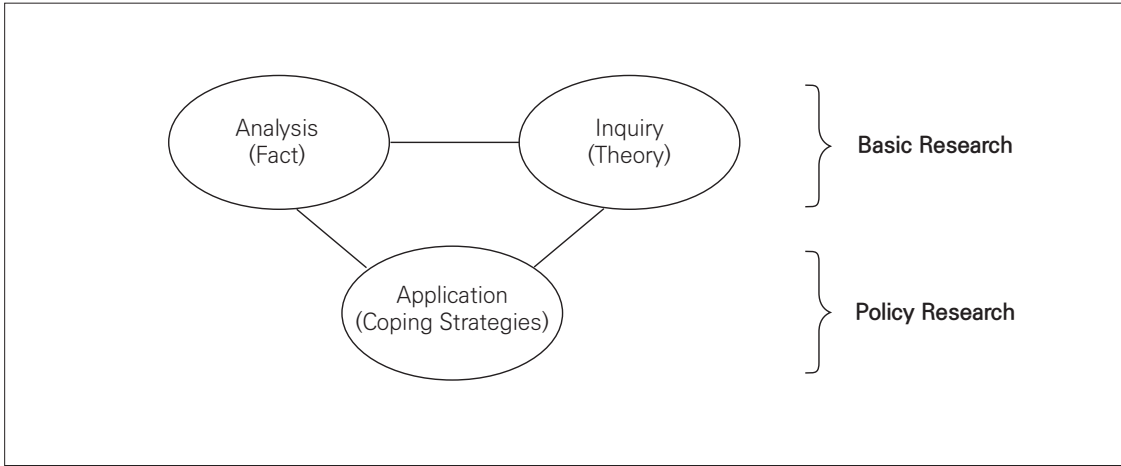 Analysis
(Fact)
Inquiry
(Theory)
Basic Research
Application
(Coping Strategies)
Policy Research